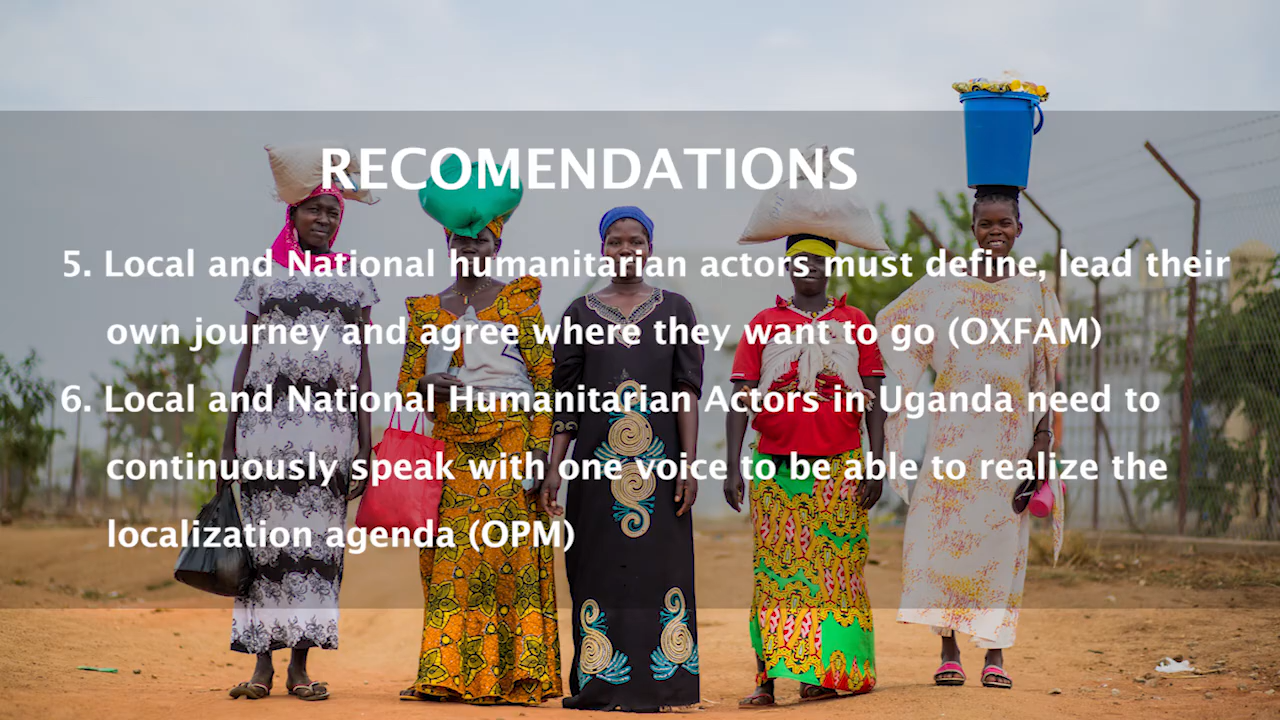 RECOMENDATIONS
5. Local and National humanitarian actors must define, lead their
own journey and agree where they want to go (OXFAM)
6. Local and National Humanitarian Actors in Uganda need to
continuously speak with one voice to be able to realize the
localization agenda (OPM)